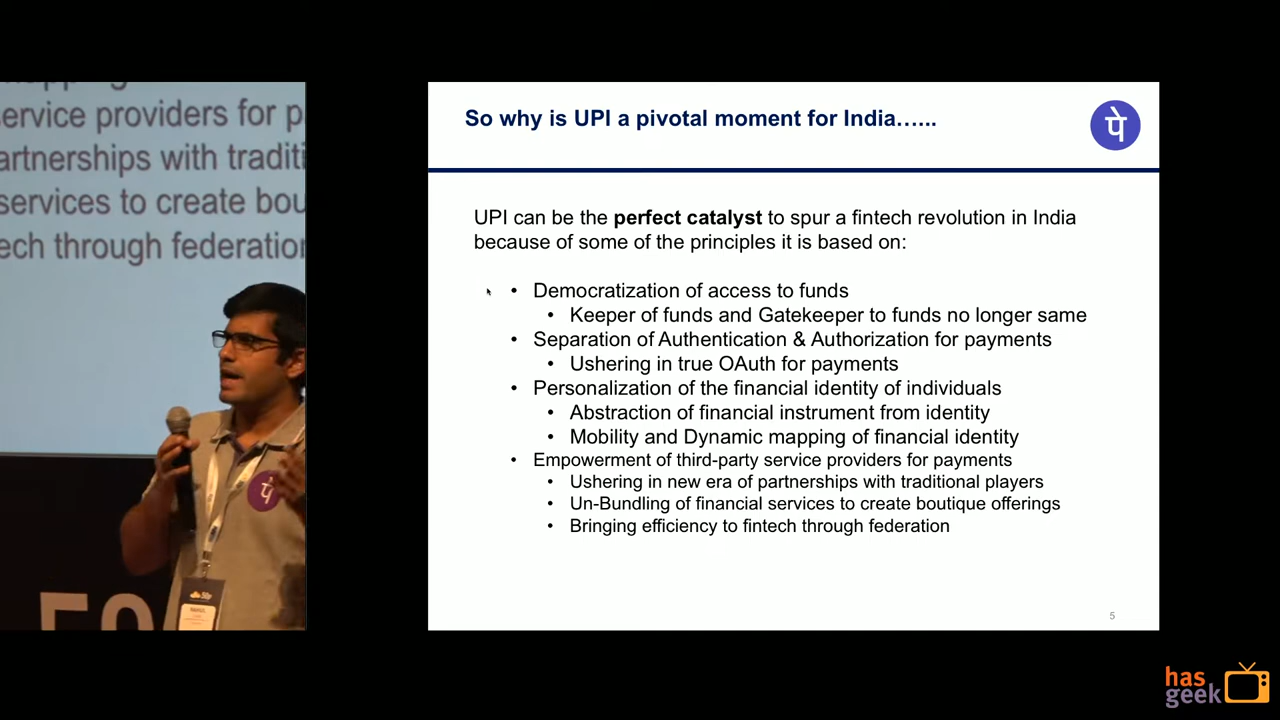 ervice providers for p
artnerships with traditi
services to create bou
ech through federation
पे
50p
RAHUL
So why is UPI a pivotal moment for India…...
पे
UPI can be the perfect catalyst to spur a fintech revolution in India
because of some of the principles it is based on:
• Democratization of access to funds
• Keeper of funds and Gatekeeper to funds no longer same
• Separation of Authentication & Authorization for payments
• Ushering in true OAuth for payments
• Personalization of the financial identity of individuals
• Abstraction of financial instrument from identity
• Mobility and Dynamic mapping of financial identity
• Empowerment of third-party service providers for payments
• Ushering in new era of partnerships with traditional players
• Un-Bundling of financial services to create boutique offerings
• Bringing efficiency to fintech through federation
5
has
geek